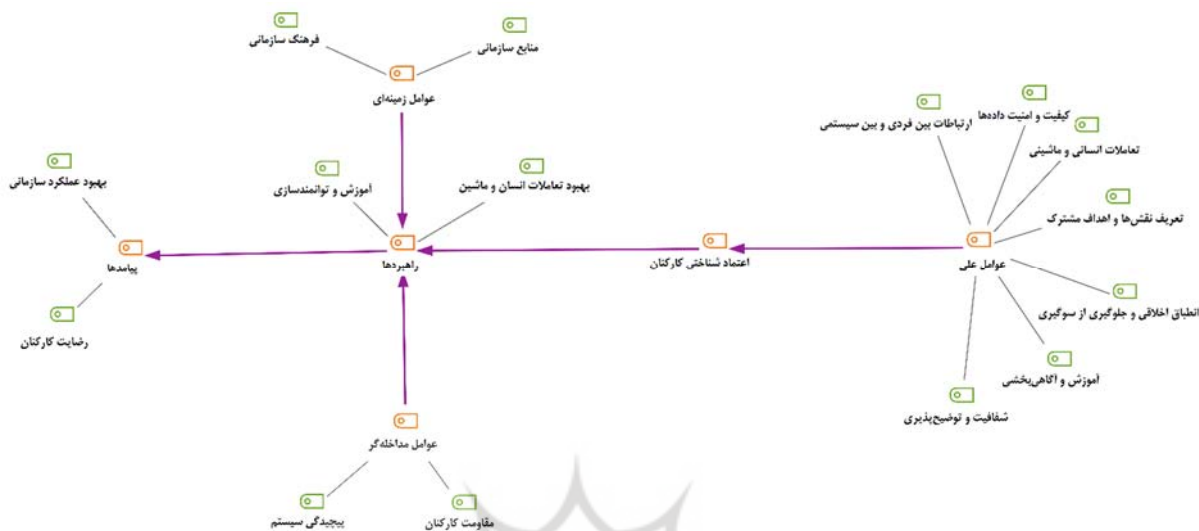 فرهنگ سازمانی
منابع سازمانی
عوامل زمینه‌ای
ارتباطات بین فردی و بین سیستمی
کیفیت و امنیت داده‌ها
تعاملات انسانی و ماشینی
بهبود عملکرد سازمانی
آموزش و توانمندسازی
بهبود تعاملات انسان و ماشین
تعریف نقش‌ها و اهداف مشترک
پیامدها
راهبردها
اعتماد شناختی کارکنان
عوامل علی
رضایت کارکنان
انطباق اخلاقی و جلوگیری از سوگیری
آموزش و آگاهی‌بخشی
شفافیت و توضیح‌پذیری
عوامل مداخله‌گر
پیچیدگی سیستم
مقاومت کارکنان